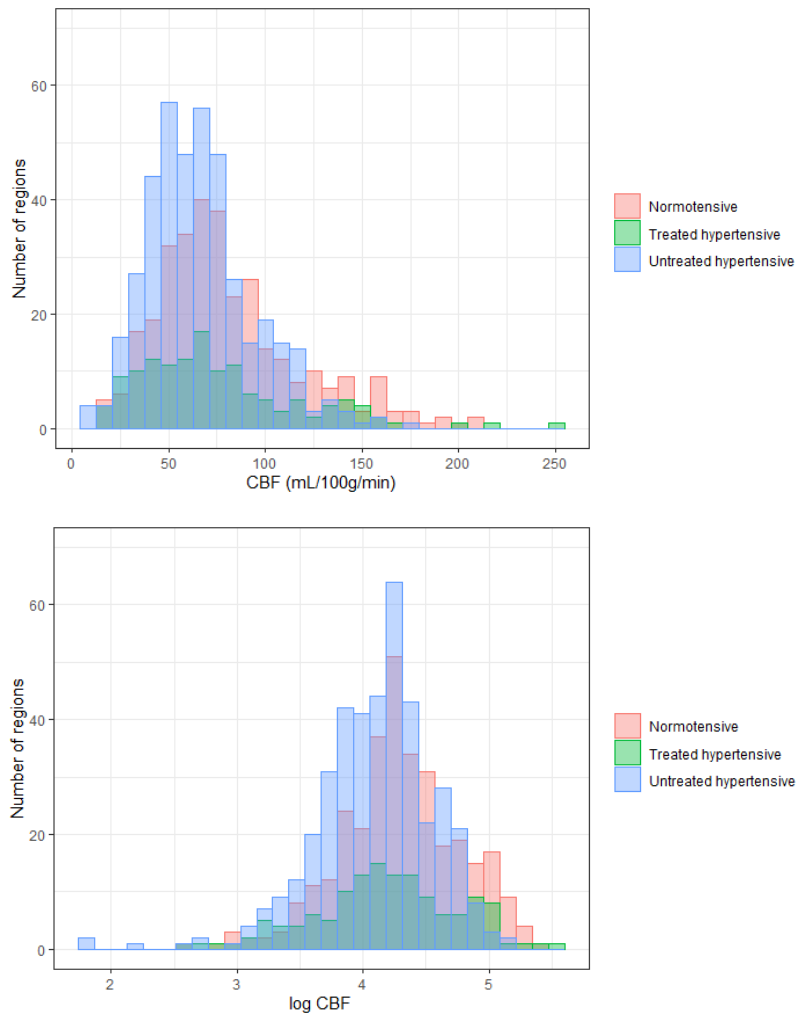 Number of regions
60
40
20
0
0
50
100
150
200
250
CBF (mL/100g/min)
Normotensive
Treated hypertensive
Untreated hypertensive
Number of regions
60
40
20
0
2
3
4
5
log CBF
Normotensive
Treated hypertensive
Untreated hypertensive